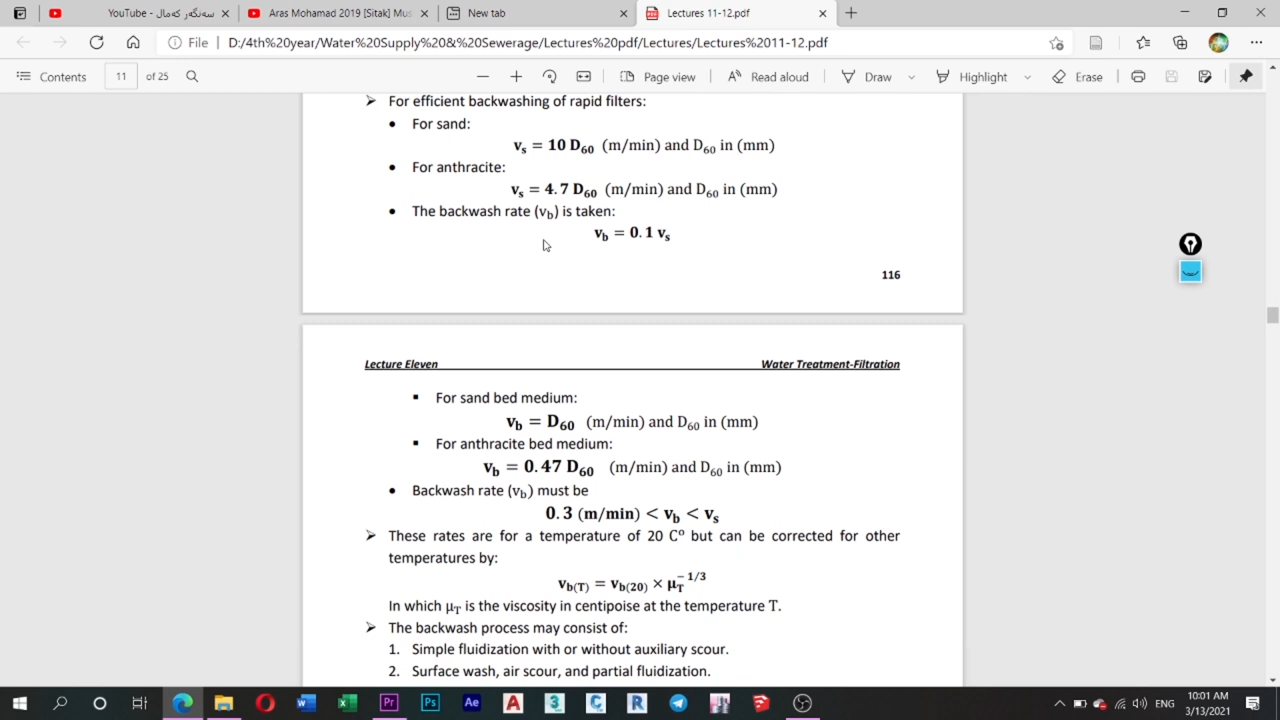 YouTube - سەنگەر کەمال
Aras Mohamad 2019 [Sitak] Mus
New tab
Lectures 11-12.pdf
File
D:/4th%20year/Water%20Supply%20&%20Sewerage/Lectures%20pdf/Lectures/Lectures%2011-12.pdf
Contents
11
of 25
Page view
Read aloud
Draw
Highlight
Erase
➢ For efficient backwashing of rapid filters:
• For sand:
vs = 10 D60 (m/min) and D60 in (mm)
• For anthracite:
vs = 4.7 D60 (m/min) and D60 in (mm)
• The backwash rate (vb) is taken:
vb = 0.1 vs
116
Lecture Eleven Water Treatment-Filtration
▪ For sand bed medium:
vb = D60 (m/min) and D60 in (mm)
▪ For anthracite bed medium:
vb = 0.47 D60 (m/min) and D60 in (mm)
• Backwash rate (vb) must be
0.3 (m/min) < vb < vs
➢ These rates are for a temperature of 20 C° but can be corrected for other
temperatures by:
vb(T) = vb(20) × μT^−1/3
In which μT is the viscosity in centipoise at the temperature T.
➢ The backwash process may consist of:
1. Simple fluidization with or without auxiliary scour.
2. Surface wash, air scour, and partial fluidization.
ENG
10:01 AM
3/13/2021